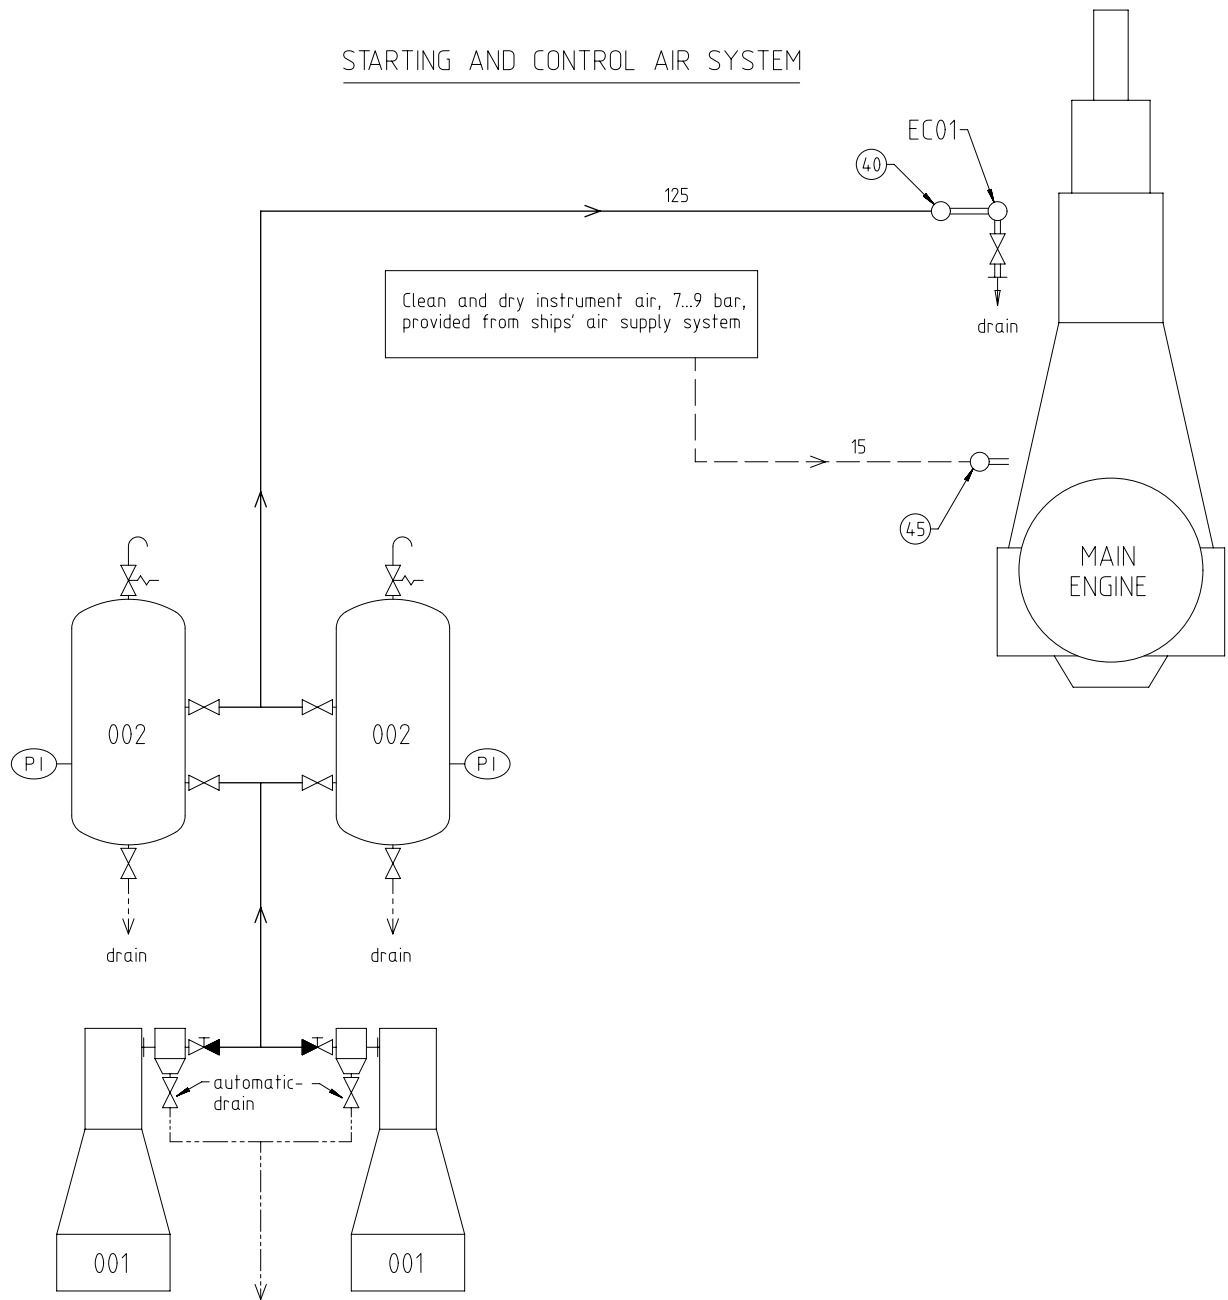 STARTING AND CONTROL AIR SYSTEM
EC01
40
125
Clean and dry instrument air, 7...9 bar,
provided from ships' air supply system
drain
15
45
MAIN
ENGINE
002
002
PI
PI
drain
drain
automatic-
drain
001
001